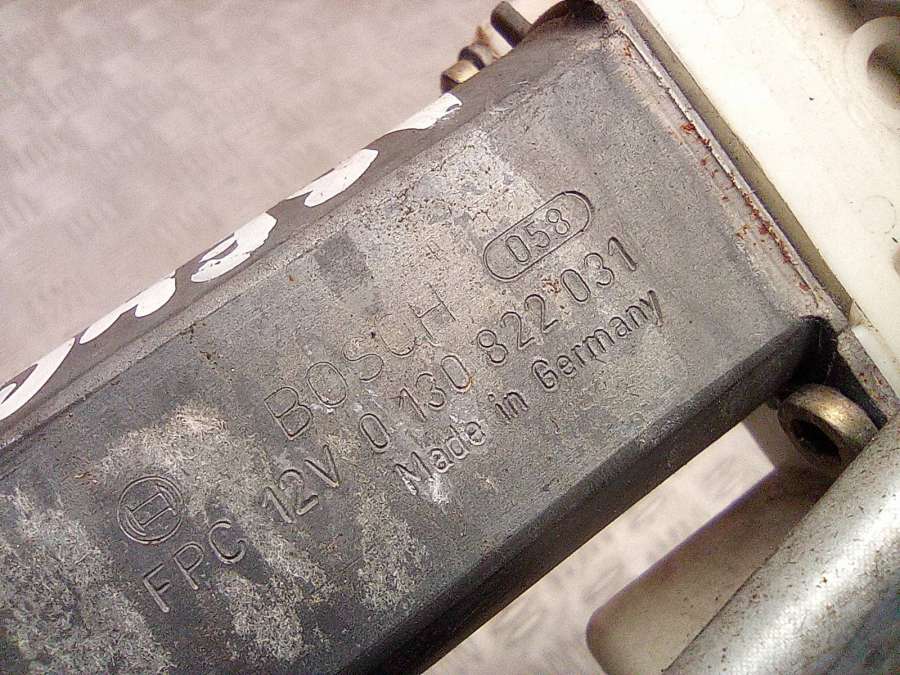 058
BOSCH
FPC 12V 0 130 822 031
Made in Germany